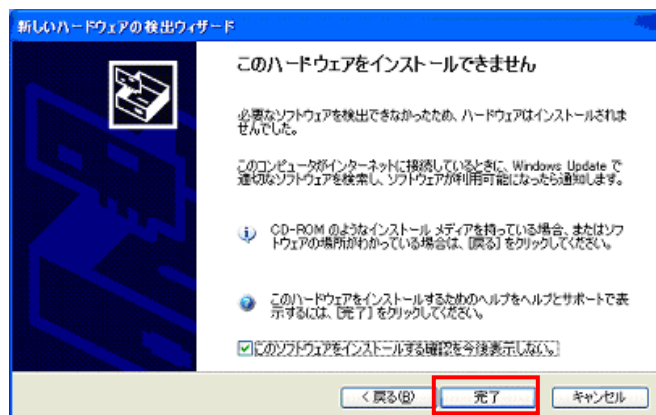 新しいハードウェアの検出ウィザード
このハードウェアをインストールできません
必要なソフトウェアを検出できなかったため、ハードウェアはインストールされま
せんでした。
このコンピュータがインターネットに接続しているときに、Windows Update で
適切なソフトウェアを検索し、ソフトウェアが利用可能になったら通知します。
CD-ROM のようなインストール メディアを持っている場合、またはソフ
トウェアの場所がわかっている場合は、[戻る] をクリックしてください。
このハードウェアをインストールするためのヘルプをヘルプとサポートで表
示するには、[完了] をクリックしてください。
このソフトウェアをインストールする確認を今後表示しない。
< 戻る(B)
完了
キャンセル